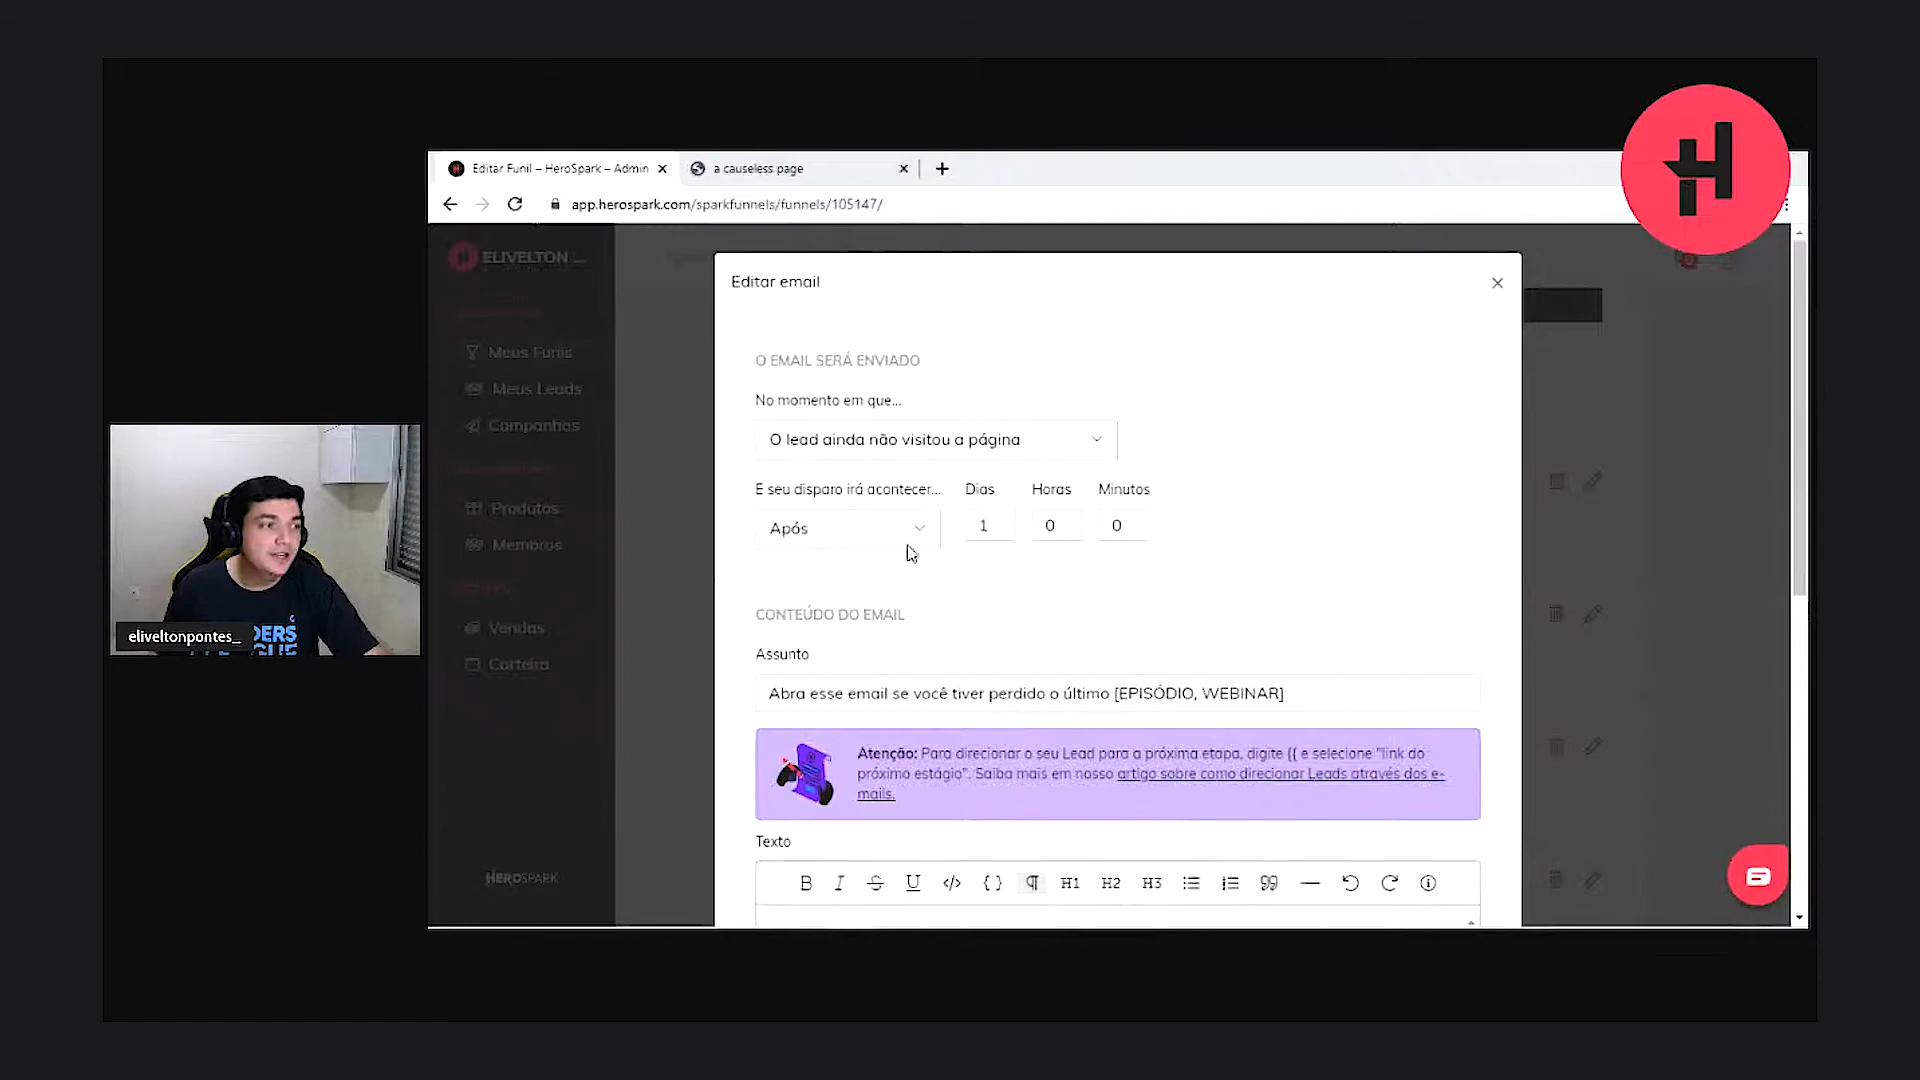 Editar Funil – HeroSpark – Admin
a causeless page
app.herospark.com/sparkfunnels/funnels/105147/
ELIVELTON ...
Meus Funis
Meus Leads
Campanhas
Produtos
Membros
Vendas
Carteira
HEROSPARK
Editar email
O EMAIL SERÁ ENVIADO
No momento em que...
O lead ainda não visitou a página
E seu disparo irá acontecer...
Dias
Horas
Minutos
Após
1
0
0
CONTEÚDO DO EMAIL
Assunto
Abra esse email se você tiver perdido o último [EPISÓDIO, WEBINAR]
Atenção: Para direcionar o seu Lead para a próxima etapa, digite {{ e selecione "link do
próximo estágio". Saiba mais em nosso artigo sobre como direcionar Leads através dos e-
mails.
Texto
B I S U </> {} ¶ H1 H2 H3
eliveltonpontes_